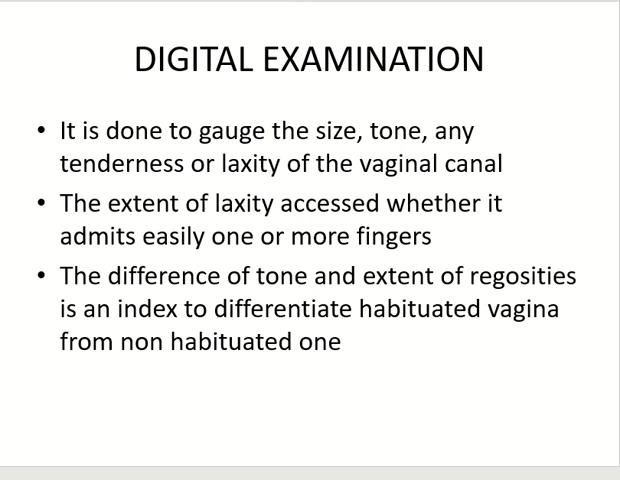 DIGITAL EXAMINATION
• It is done to gauge the size, tone, any
tenderness or laxity of the vaginal canal
• The extent of laxity accessed whether it
admits easily one or more fingers
• The difference of tone and extent of regosities
is an index to differentiate habituated vagina
from non habituated one